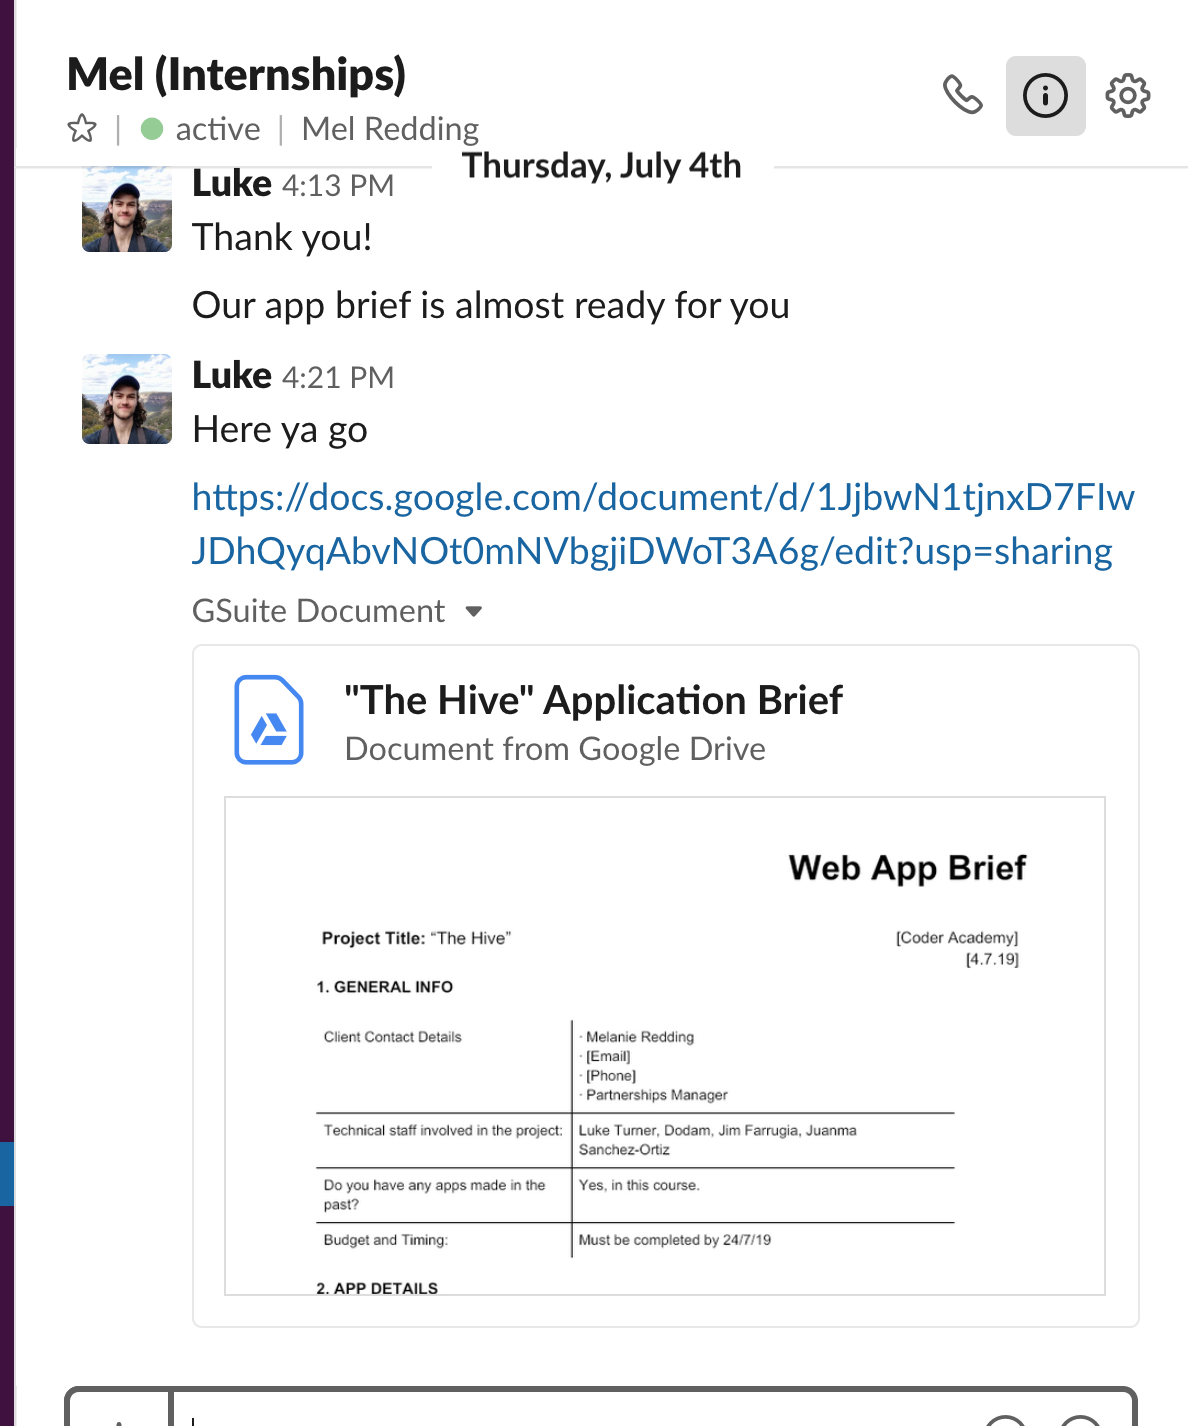 Mel (Internships)
active | Mel Redding
Thursday, July 4th
Luke 4:13 PM
Thank you!
Our app brief is almost ready for you
Luke 4:21 PM
Here ya go
https://docs.google.com/document/d/1JjbwN1tjnxD7FIw
JDhQyqAbvNOt0mNVbgjiDWoT3A6g/edit?usp=sharing
GSuite Document
"The Hive" Application Brief
Document from Google Drive
Web App Brief
Project Title: “The Hive”
[Coder Academy]
[4.7.19]
1. GENERAL INFO
Client Contact Details
· Melanie Redding
· [Email]
· [Phone]
· Partnerships Manager
Technical staff involved in the project:
Luke Turner, Dodam, Jim Farrugia, Juanma
Sanchez-Ortiz
Do you have any apps made in the
past?
Yes, in this course.
Budget and Timing:
Must be completed by 24/7/19
2. APP DETAILS